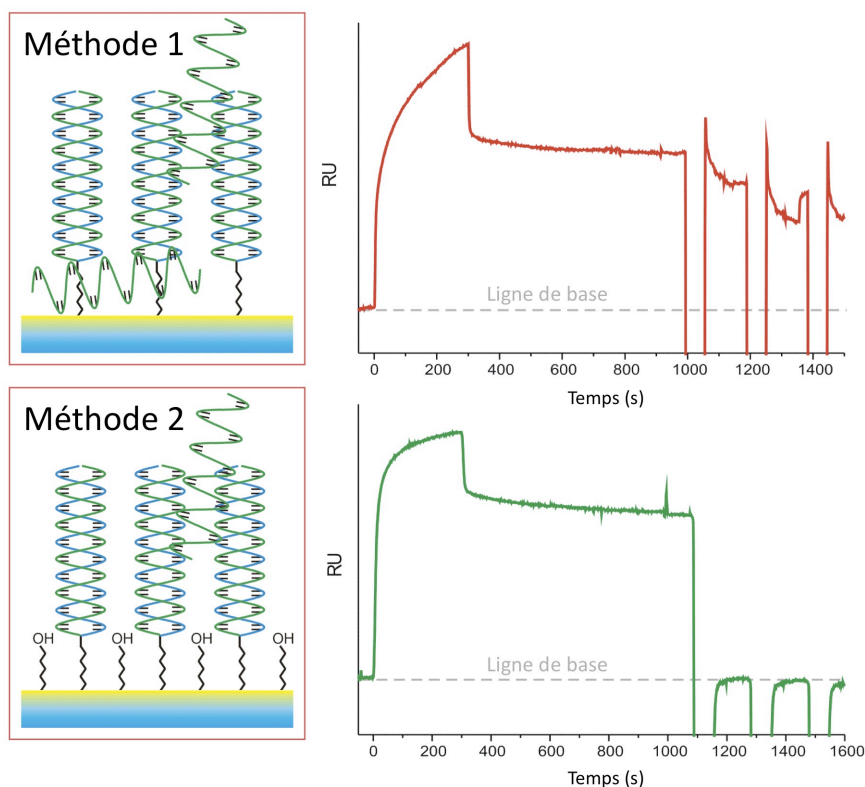 Méthode 1
RU
Ligne de base
0 200 400 600 800 1000 1200 1400
Temps (s)
Méthode 2
OH OH OH OH
RU
Ligne de base
0 200 400 600 800 1000 1200 1400 1600
Temps (s)